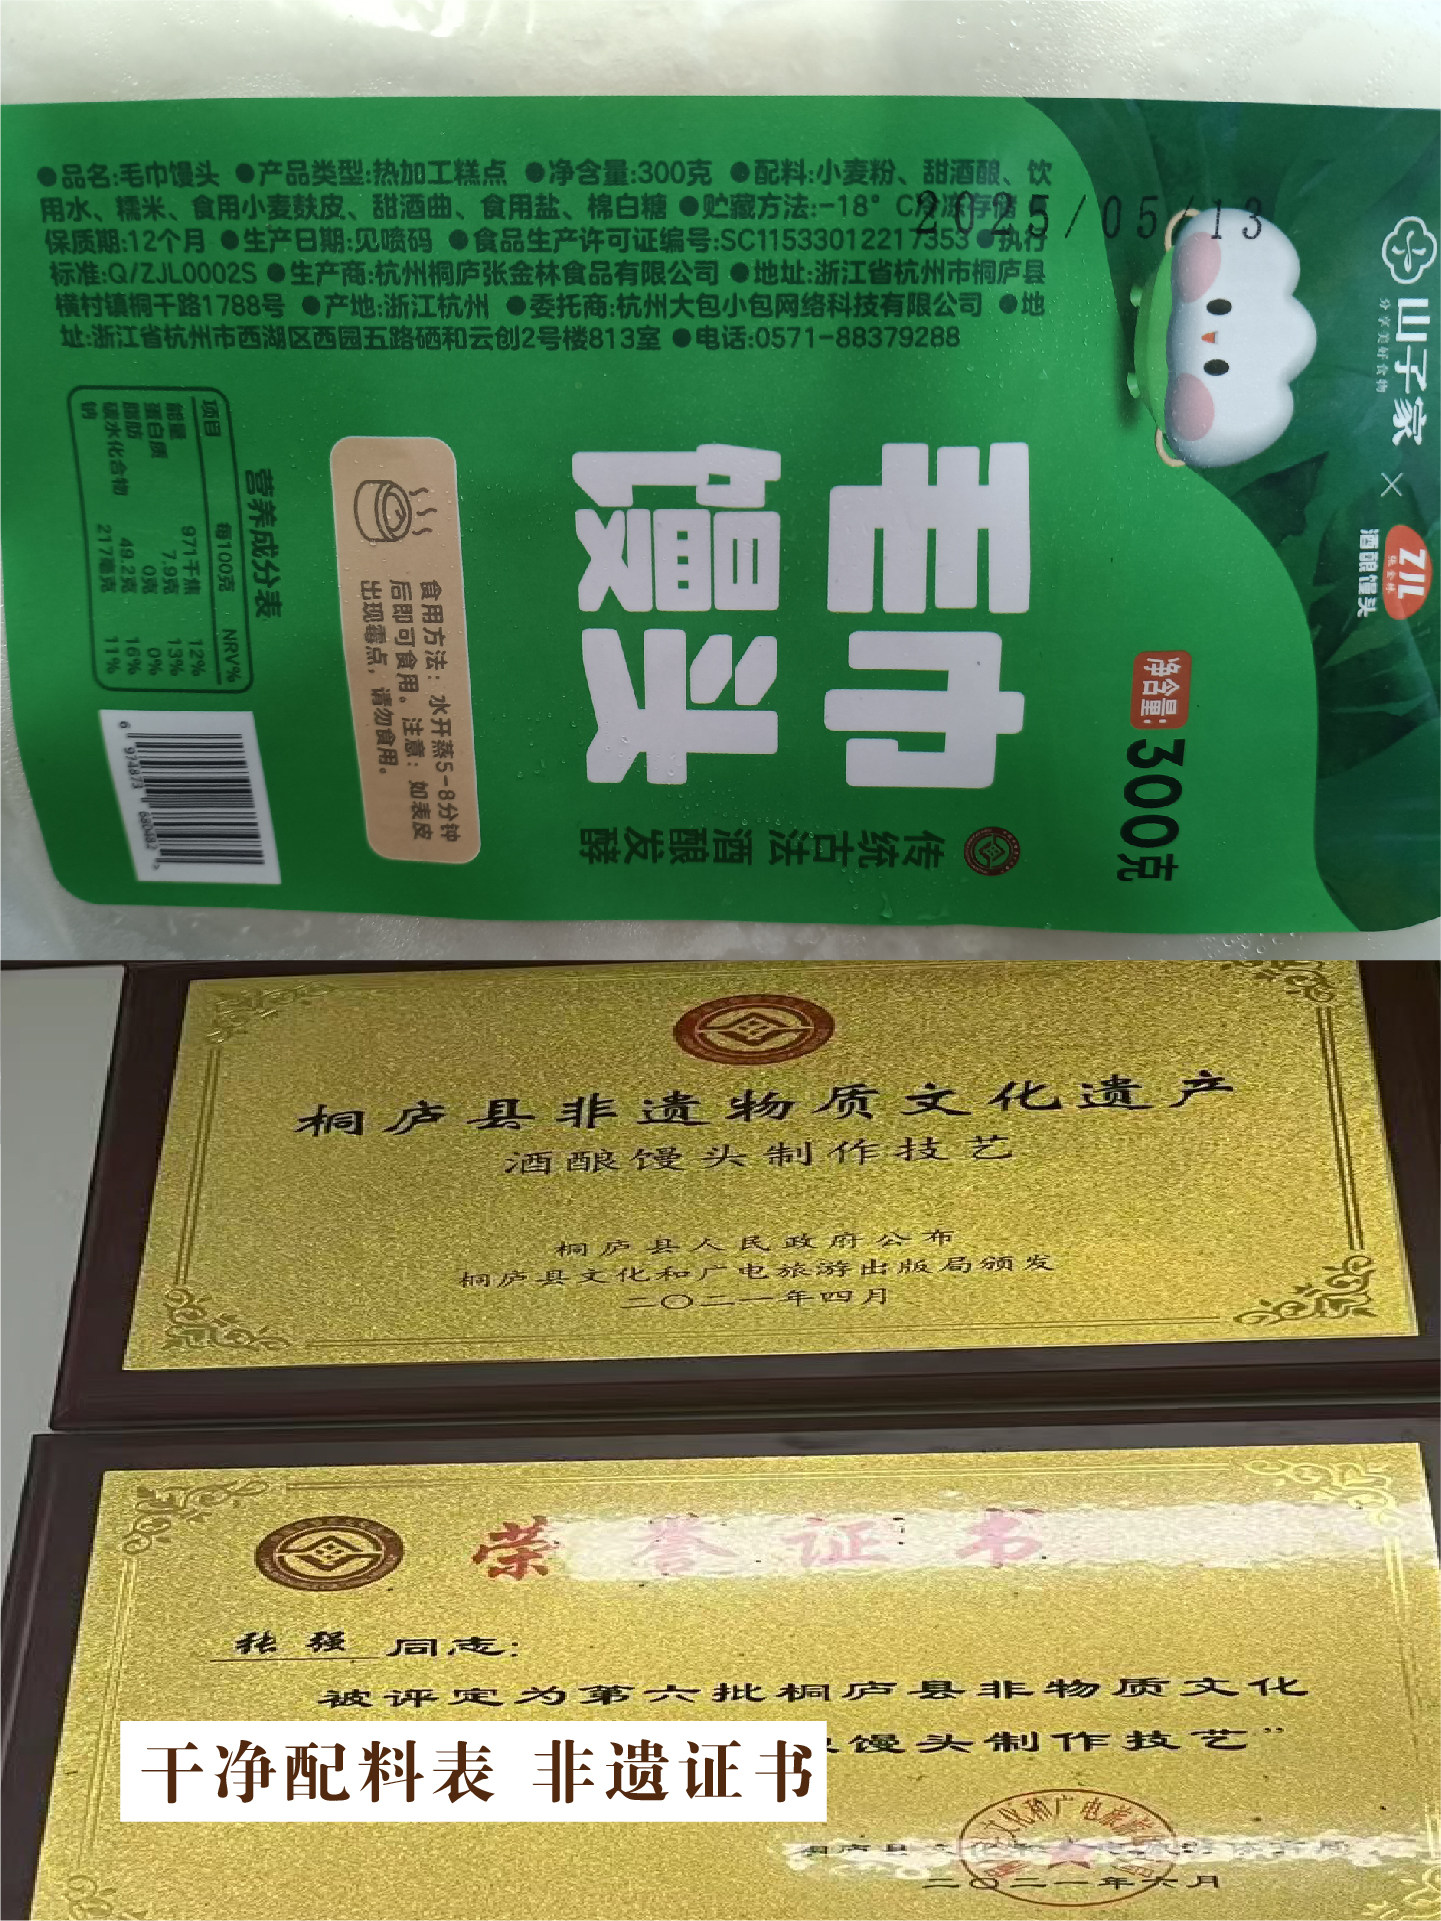 ●品名:毛巾馒头 ●产品类型:热加工糕点 ●净含量:300克 ●配料:小麦粉、甜酒酿、饮
用水、糯米、食用小麦麸皮、甜酒曲、食用盐、棉白糖 ●贮藏方法:-18°C冷冻存储 ●
保质期:12个月 ●生产日期:见喷码 ●食品生产许可证编号:SC11533012217353 ●执行
标准:Q/ZJL0002S ●生产商:杭州桐庐张金林食品有限公司 ●地址:浙江省杭州市桐庐县
横村镇桐千路1788号 ●产地:浙江杭州 ●委托商:杭州大包小包网络科技有限公司 ●地
址:浙江省杭州市西湖区西园五路硒和云创2号楼813室 ●电话:0571-88379288
2025/05/13
山子家
分享美好食物
×
ZJL
张金林
酒酿馒头
净含量:
300克
毛巾
馒头
传统古法 酒酿发酵
食用方法：水开蒸5-8分钟
后即可食用。注意：如表皮
出现霉点，请勿食用。
营养成分表
项目 每100克 NRV%
能量 971千焦 12%
蛋白质 7.9克 13%
脂肪 0克 0%
碳水化合物 48.2克 16%
钠 217毫克 11%
6 974873 680482
桐庐县非遗物质文化遗产
酒酿馒头制作技艺
桐庐县人民政府公布
桐庐县文化和广电旅游出版局颁发
二〇二一年四月
荣誉证书
张强 同志:
被评定为第六批桐庐县非物质文化
馒头制作技艺”
二〇二一年六月
干净配料表 非遗证书